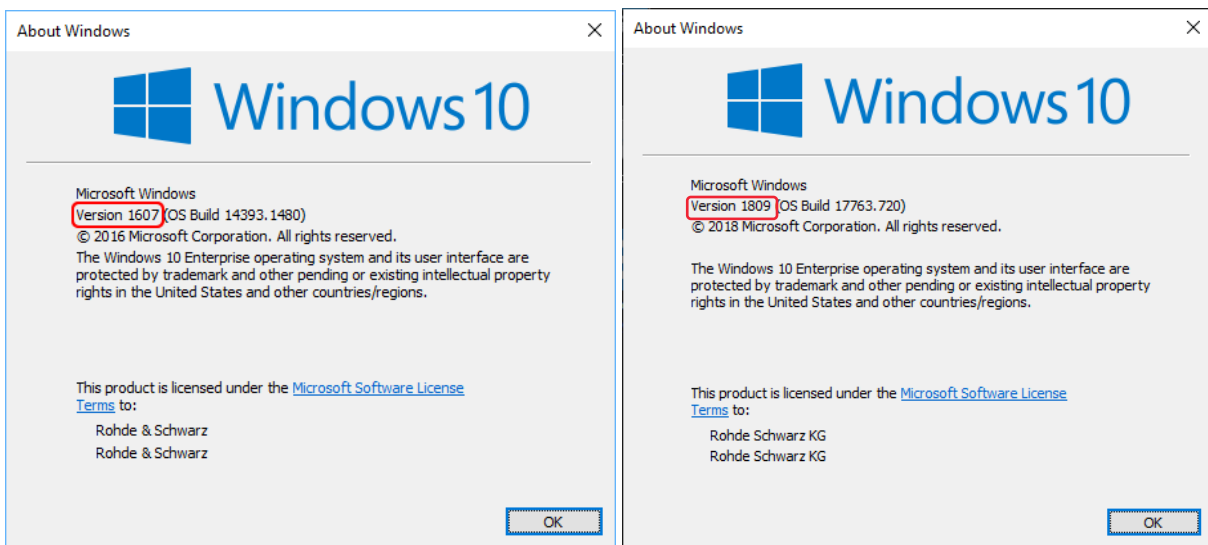 About Windows
Windows 10
Microsoft Windows
Version 1607 (OS Build 14393.1480)
© 2016 Microsoft Corporation. All rights reserved.
The Windows 10 Enterprise operating system and its user interface are
protected by trademark and other pending or existing intellectual property
rights in the United States and other countries/regions.
This product is licensed under the Microsoft Software License
Terms to:
Rohde & Schwarz
Rohde & Schwarz
OK
About Windows
Windows 10
Microsoft Windows
Version 1809 (OS Build 17763.720)
© 2018 Microsoft Corporation. All rights reserved.
The Windows 10 Enterprise operating system and its user interface are
protected by trademark and other pending or existing intellectual property
rights in the United States and other countries/regions.
This product is licensed under the Microsoft Software License
Terms to:
Rohde Schwarz KG
Rohde Schwarz KG
OK